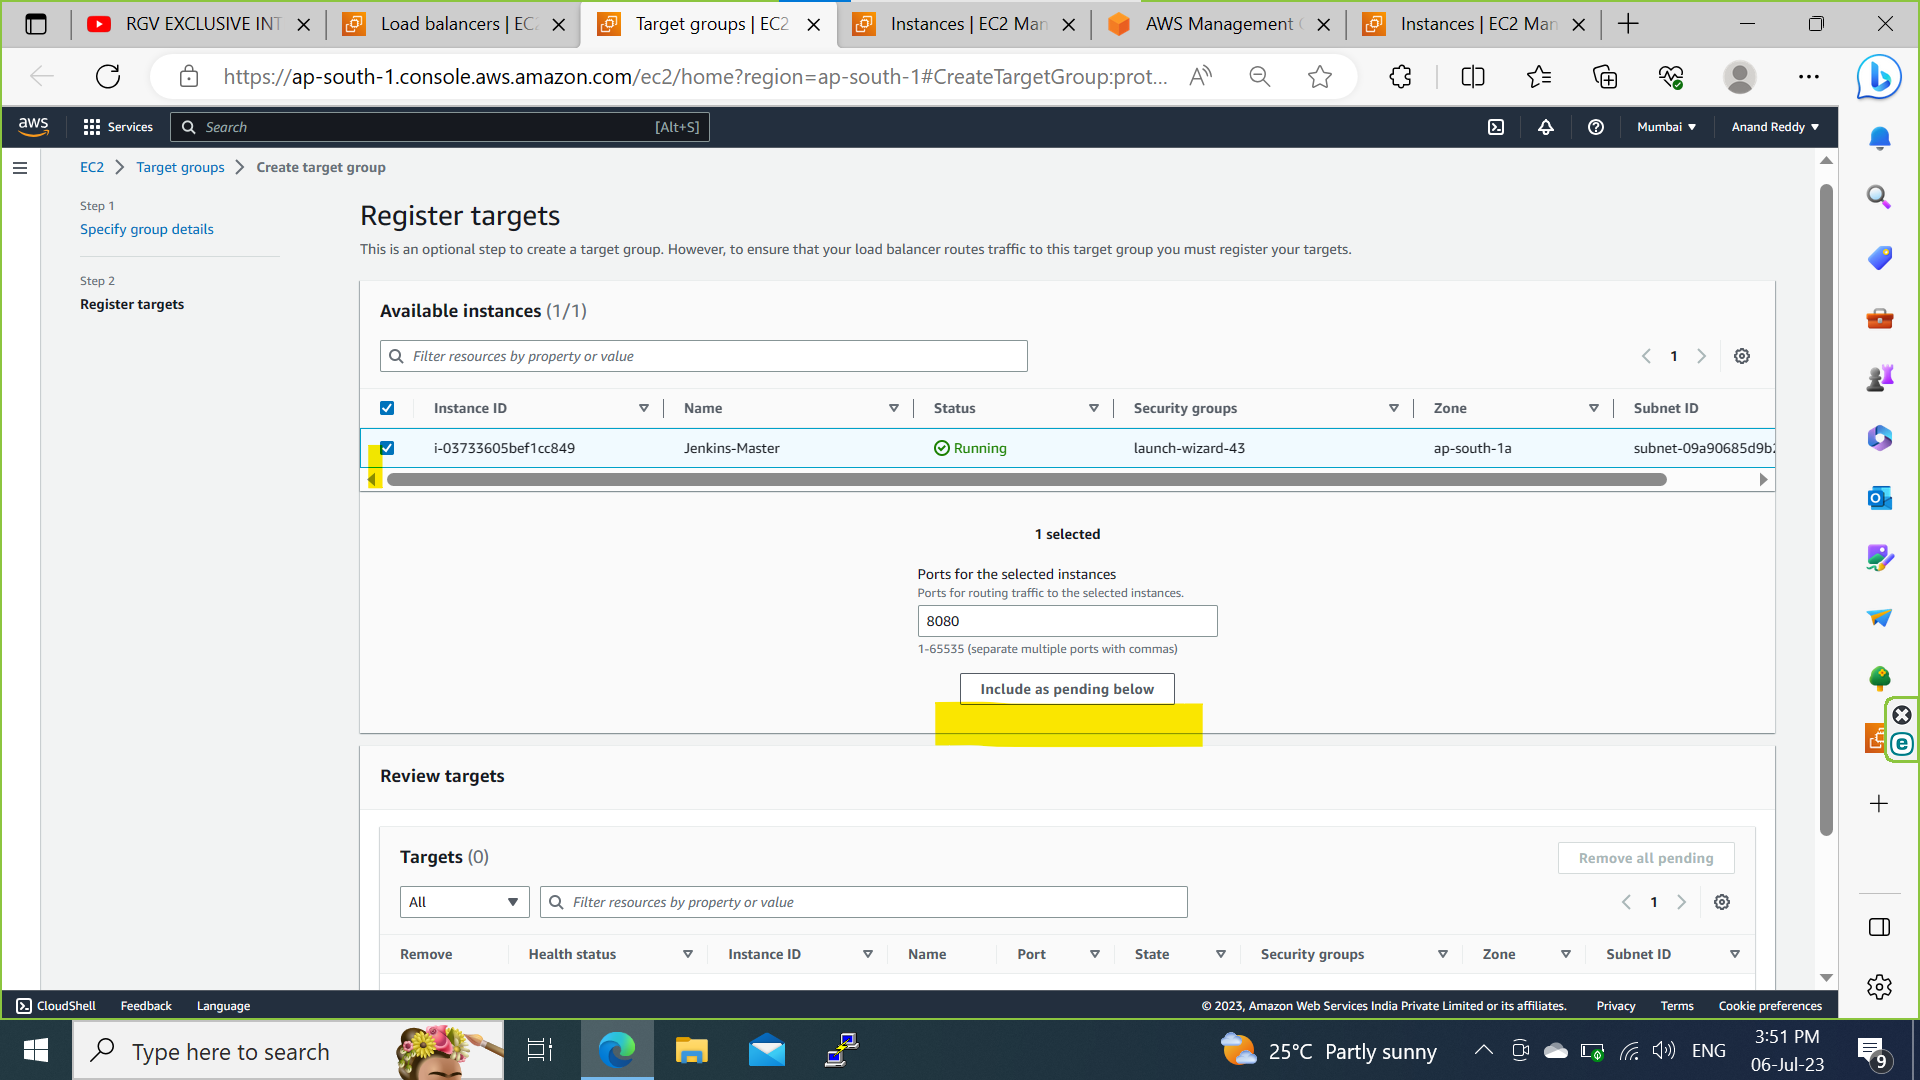 RGV EXCLUSIVE INT
Load balancers | EC2
Target groups | EC2
Instances | EC2 Man
AWS Management C
Instances | EC2 Man
https://ap-south-1.console.aws.amazon.com/ec2/home?region=ap-south-1#CreateTargetGroup:prot...
aws
Services
Search
[Alt+S]
Mumbai
Anand Reddy
EC2
Target groups
Create target group
Step 1
Specify group details
Step 2
Register targets
Register targets
This is an optional step to create a target group. However, to ensure that your load balancer routes traffic to this target group you must register your targets.
Available instances (1/1)
Filter resources by property or value
1
Instance ID
Name
Status
Security groups
Zone
Subnet ID
i-03733605bef1cc849
Jenkins-Master
Running
launch-wizard-43
ap-south-1a
subnet-09a90685d9b2
1 selected
Ports for the selected instances
Ports for routing traffic to the selected instances.
8080
1-65535 (separate multiple ports with commas)
Include as pending below
Review targets
Targets (0)
Remove all pending
All
Filter resources by property or value
1
Remove
Health status
Instance ID
Name
Port
State
Security groups
Zone
Subnet ID
CloudShell
Feedback
Language
© 2023, Amazon Web Services India Private Limited or its affiliates.
Privacy
Terms
Cookie preferences
Type here to search
25°C Partly sunny
ENG
3:51 PM
06-Jul-23
9